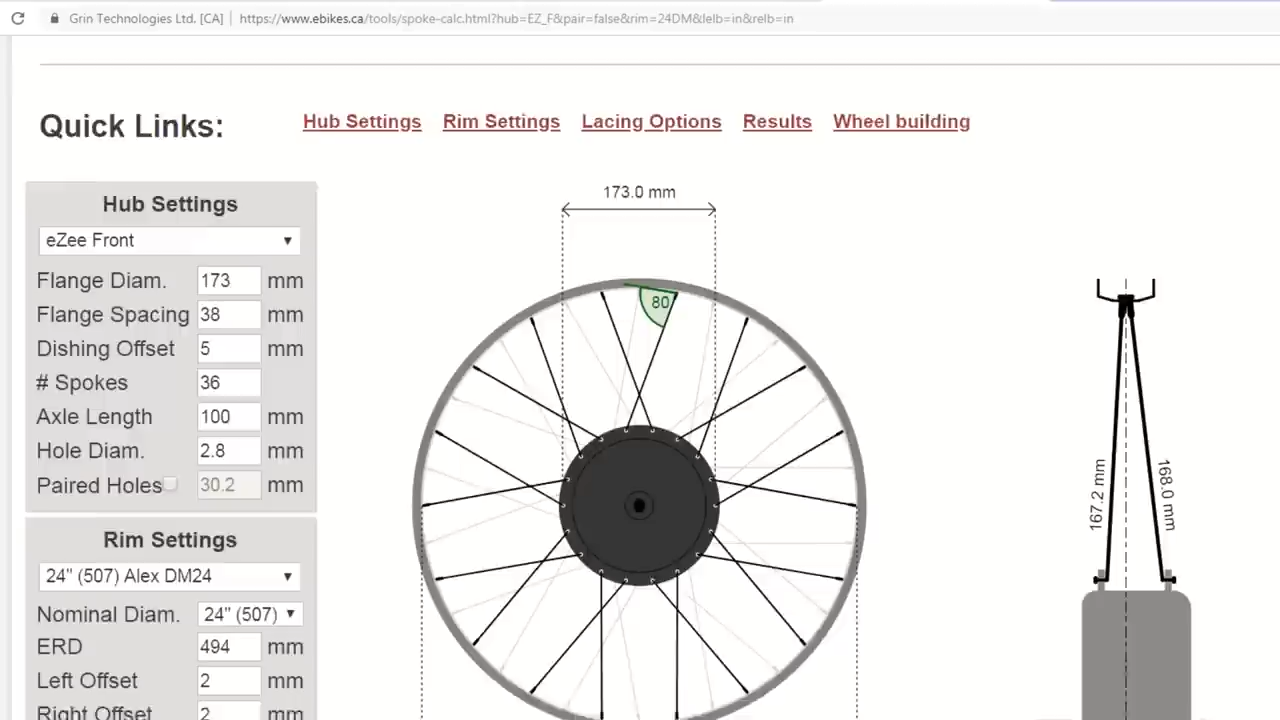 Grin Technologies Ltd. [CA] | https://www.ebikes.ca/tools/spoke-calc.html?hub=EZ_F&pair=false&rim=24DM&lelb=in&relb=in
Quick Links: Hub Settings Rim Settings Lacing Options Results Wheel building
Hub Settings
eZee Front
Flange Diam. 173 mm
Flange Spacing 38 mm
Dishing Offset 5 mm
# Spokes 36
Axle Length 100 mm
Hole Diam. 2.8 mm
Paired Holes 30.2 mm
Rim Settings
24" (507) Alex DM24
Nominal Diam. 24" (507)
ERD 494 mm
Left Offset 2 mm
Right Offset 2 mm
173.0 mm
80
167.2 mm
168.0 mm